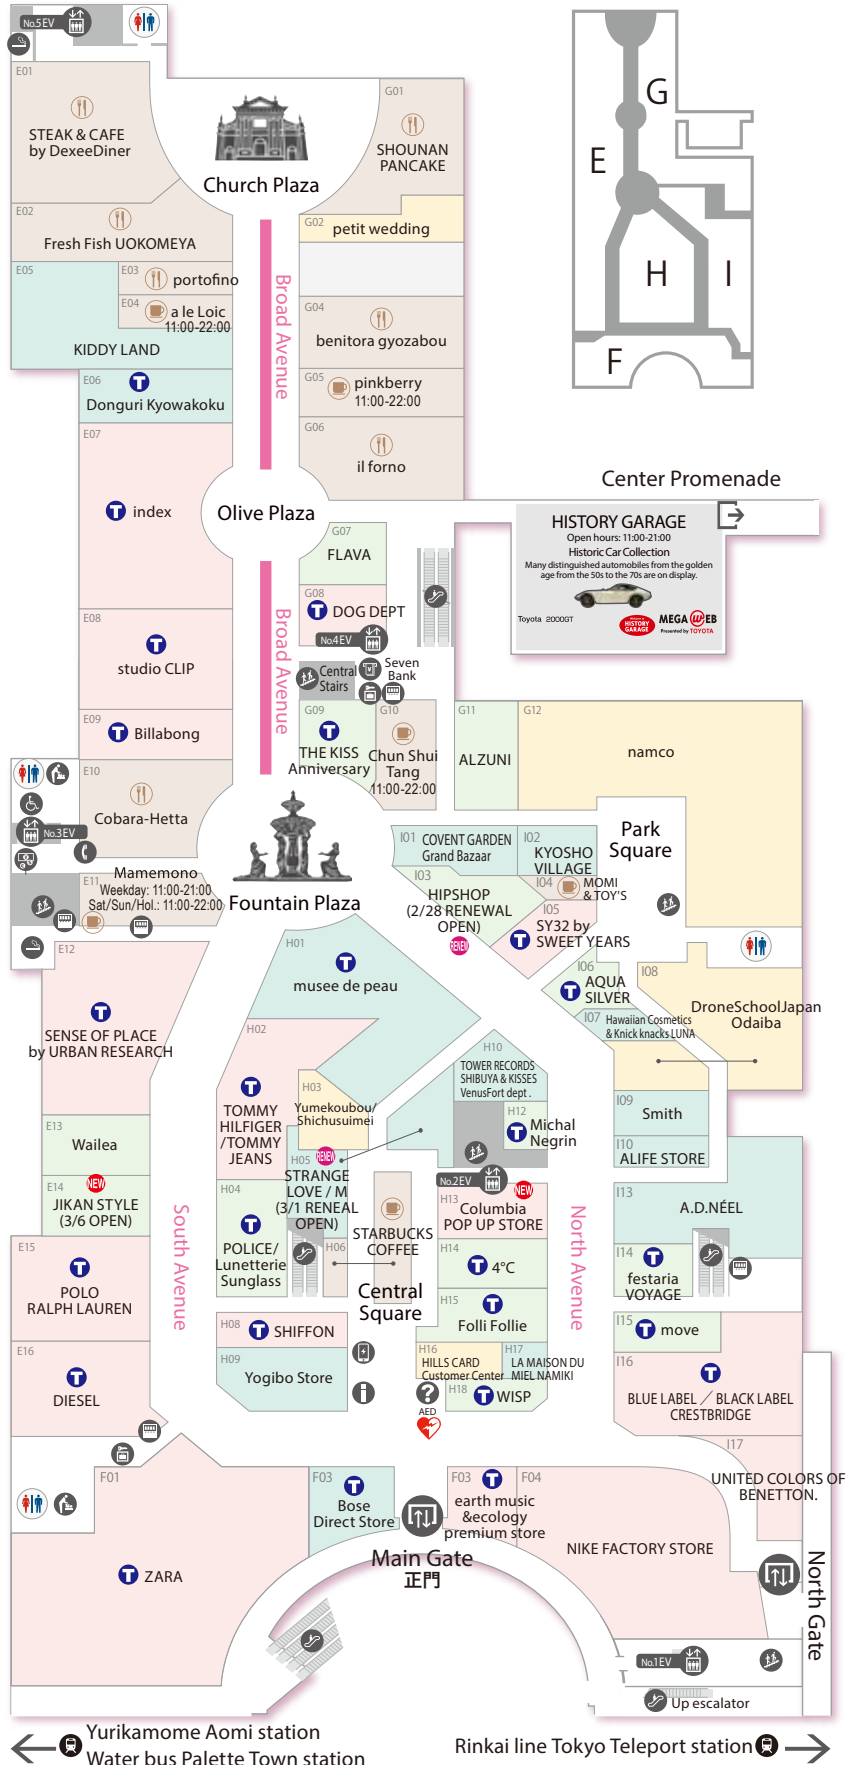 No.5EV
E01
STEAK & CAFE
by DexeeDiner
Church Plaza
G01
SHOUNAN
PANCAKE
E02
Fresh Fish UOKOMEYA
G02
petit wedding
E05
E03
portofino
E04
a le Loic
11:00-22:00
KIDDY LAND
Broad Avenue
G04
benitora gyozabou
G05
pinkberry
11:00-22:00
E06
T
Donguri Kyowakoku
G06
il forno
E07
T
index
Olive Plaza
G
E
H
I
F
Center Promenade
HISTORY GARAGE
Open hours: 11:00-21:00
Historic Car Collection
Many distinguished automobiles from the golden
age from the 50s to the 70s are on display.
Toyota 2000GT
HISTORY
GARAGE
MEGA WEB
Presented by TOYOTA
G07
FLAVA
G08
T
DOG DEPT
No.4EV
Broad Avenue
E08
T
studio CLIP
Central
Stairs
Seven
Bank
E09
T
Billabong
G09
T
THE KISS
Anniversary
G10
Chun Shui
Tang
11:00-22:00
G11
ALZUNI
G12
namco
E10
Cobara-Hetta
No.3EV
E11
Mamemono
Weekday: 11:00-21:00
Sat/Sun/Hol.: 11:00-22:00
Fountain Plaza
I01
COVENT GARDEN
Grand Bazaar
I02
KYOSHO
VILLAGE
Park
Square
I03
HIPSHOP
(2/28 RENEWAL
OPEN)
RENEW
I04
MOMI
& TOY'S
I05
T
SY32 by
SWEET YEARS
E12
T
SENSE OF PLACE
by URBAN RESEARCH
H01
T
musee de peau
I06
T
AQUA
SILVER
I07
Hawaiian Cosmetics
& Knick knacks LUNA
I08
DroneSchoolJapan
Odaiba
H02
T
TOMMY
HILFIGER
/TOMMY
JEANS
H03
Yumekoubou/
Shichusuimei
H10
TOWER RECORDS
SHIBUYA & KISSES
VenusFort dept .
H12
T
Michal
Negrin
I09
Smith
I10
ALIFE STORE
E13
Wailea
E14
NEW
JIKAN STYLE
(3/6 OPEN)
H05
RENEW
STRANGE
LOVE / M
(3/1 RENEAL
OPEN)
H04
T
POLICE/
Lunetterie
Sunglass
H06
STARBUCKS
COFFEE
No.2EV
H13
NEW
Columbia
POP UP STORE
I13
A.D.NÉEL
South Avenue
North Avenue
E15
T
POLO
RALPH LAUREN
H14
T
4°C
I14
T
festaria
VOYAGE
Central
Square
H15
T
Folli Follie
I15
T
move
H08
T
SHIFFON
H09
Yogibo Store
E16
T
DIESEL
H16
HILLS CARD
Customer Center
H17
LA MAISON DU
MIEL NAMIKI
H18
T
WISP
AED
I16
T
BLUE LABEL／BLACK LABEL
CRESTBRIDGE
I17
UNITED COLORS OF
BENETTON.
F01
T
ZARA
F03
T
Bose
Direct Store
F03
T
earth music
&ecology
premium store
F04
NIKE FACTORY STORE
Main Gate
正門
North Gate
No.1EV
Up escalator
Yurikamome Aomi station
Water bus Palette Town station
Rinkai line Tokyo Teleport station